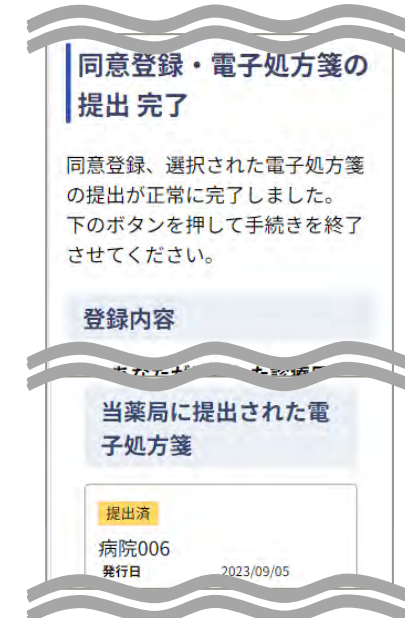 同意登録・電子処方箋の
提出 完了
同意登録、選択された電子処方箋
の提出が正常に完了しました。
下のボタンを押して手続きを終了
させてください。
登録内容
当薬局に提出された電
子処方箋
提出済
病院006
発行日 2023/09/05